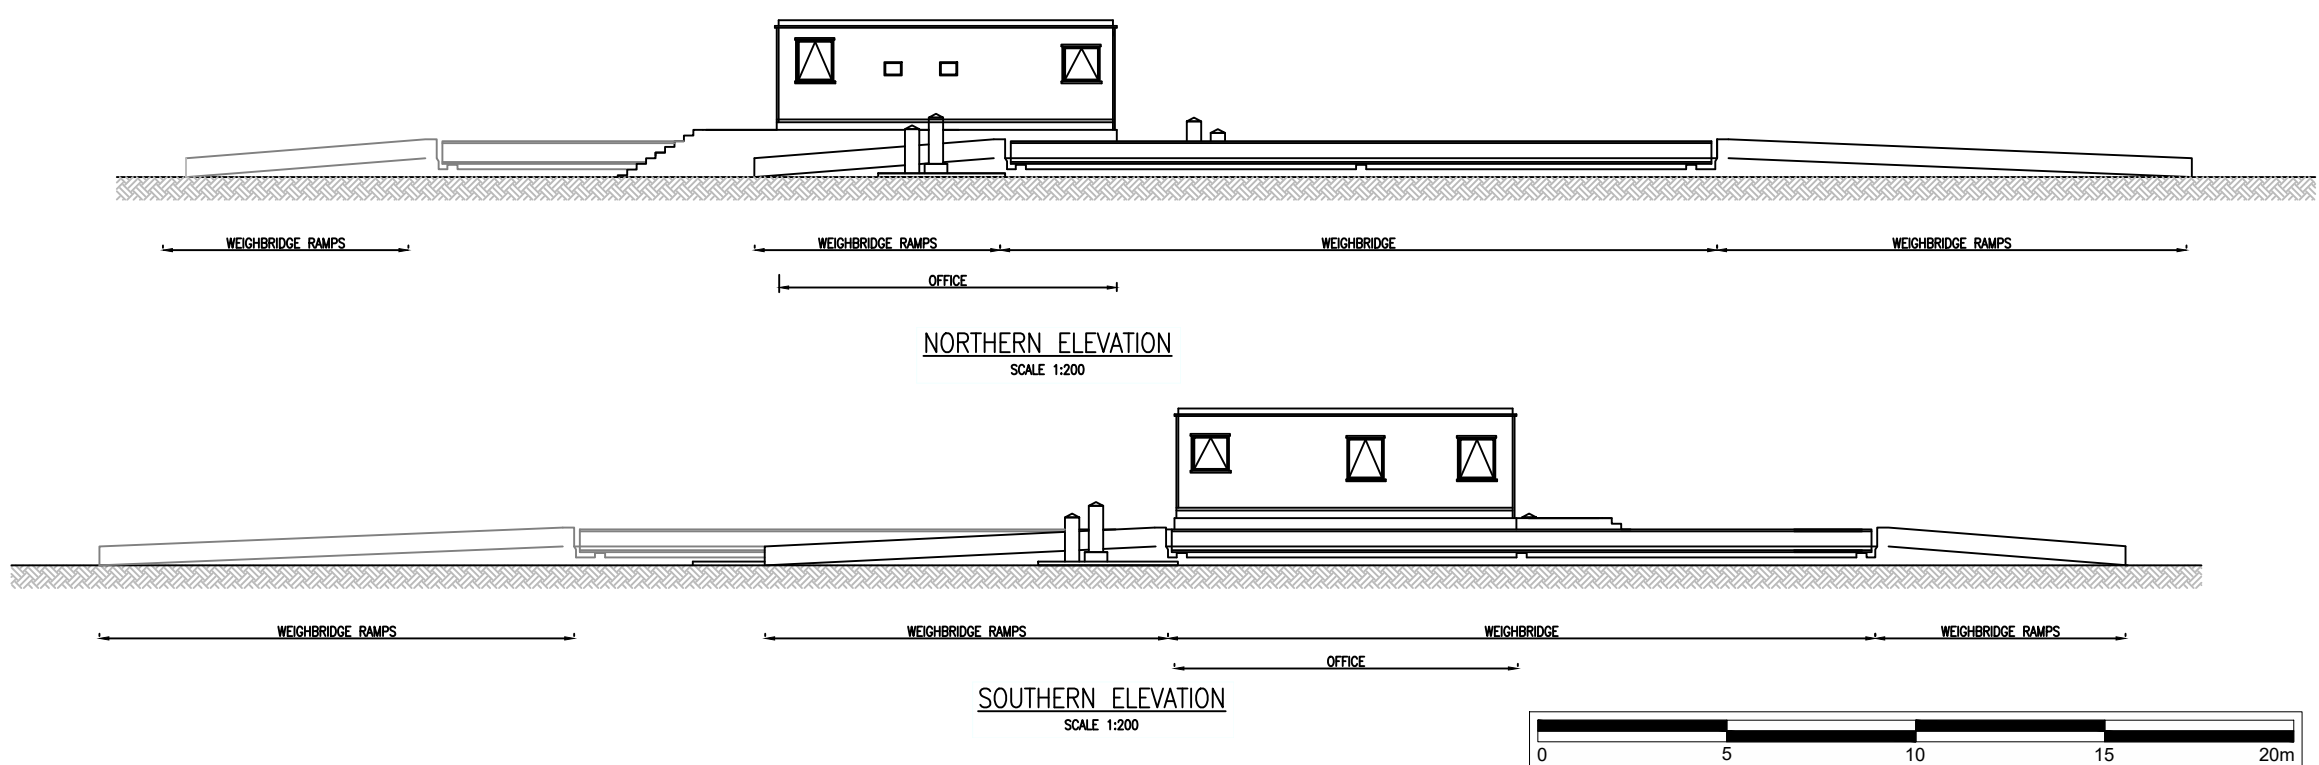 WEIGHBRIDGE RAMPS WEIGHBRIDGE RAMPS WEIGHBRIDGE WEIGHBRIDGE RAMPS
OFFICE
NORTHERN ELEVATION
SCALE 1:200
WEIGHBRIDGE RAMPS WEIGHBRIDGE RAMPS WEIGHBRIDGE WEIGHBRIDGE RAMPS
OFFICE
SOUTHERN ELEVATION
SCALE 1:200
0 5 10 15 20m